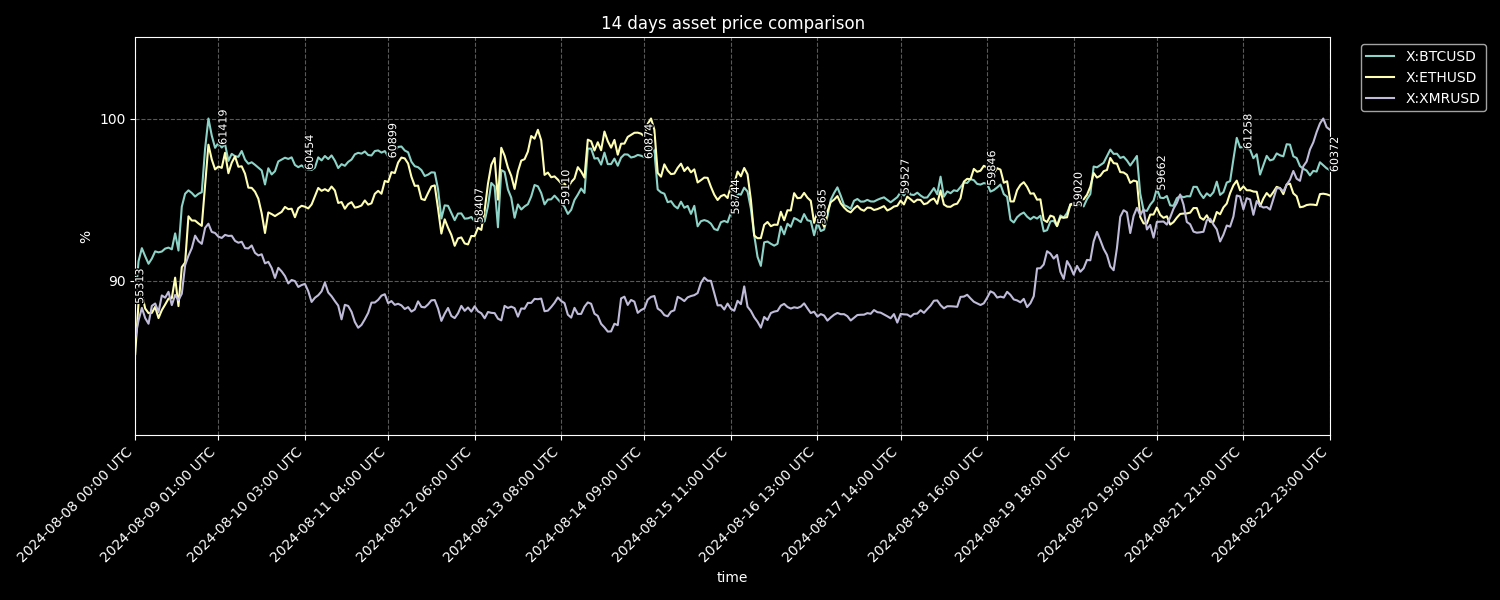 14 days asset price comparison
X:BTCUSD
X:ETHUSD
X:XMRUSD
100
90
%
55313
61419
60454
60899
58407
59110
60874
58744
58365
59527
59846
59020
59662
61258
60372
2024-08-08 00:00 UTC
2024-08-09 01:00 UTC
2024-08-10 03:00 UTC
2024-08-11 04:00 UTC
2024-08-12 06:00 UTC
2024-08-13 08:00 UTC
2024-08-14 09:00 UTC
2024-08-15 11:00 UTC
2024-08-16 13:00 UTC
2024-08-17 14:00 UTC
2024-08-18 16:00 UTC
2024-08-19 18:00 UTC
2024-08-20 19:00 UTC
2024-08-21 21:00 UTC
2024-08-22 23:00 UTC
time